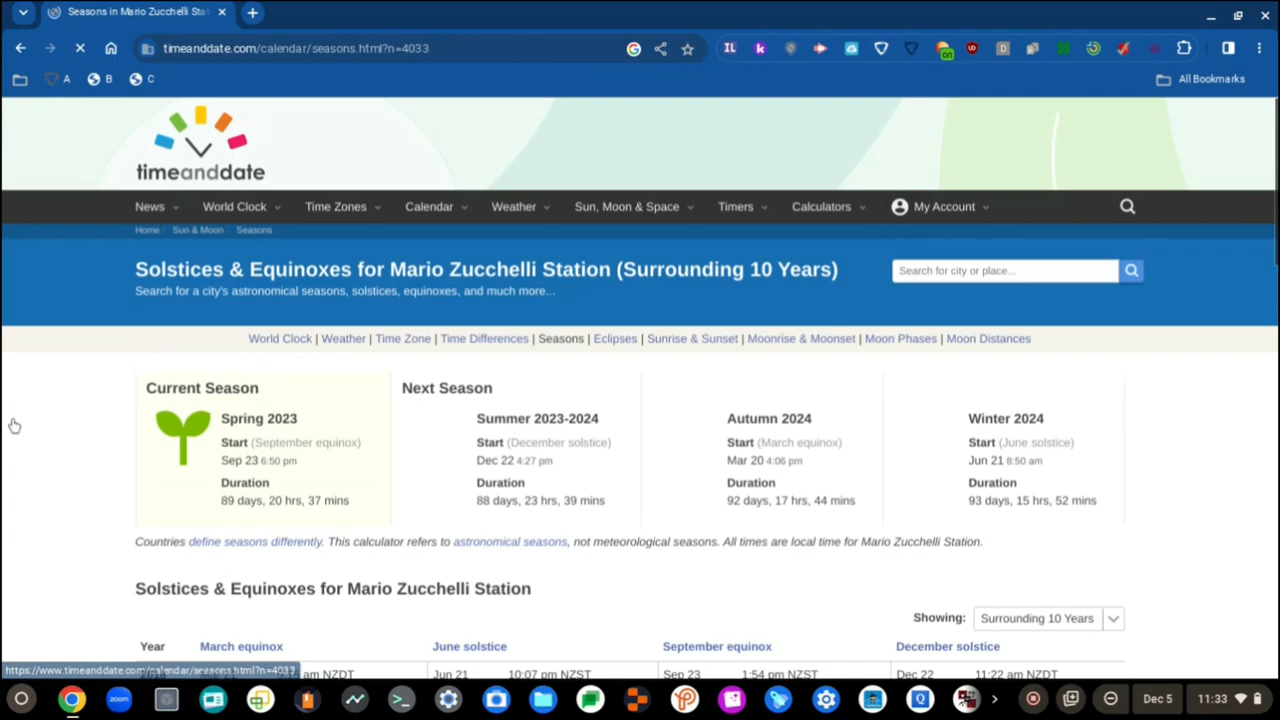 Seasons in Mario Zucchelli Sta
timeanddate.com/calendar/seasons.html?n=4033
A B C All Bookmarks
timeanddate
News World Clock Time Zones Calendar Weather Sun, Moon & Space Timers Calculators My Account
Home / Sun & Moon / Seasons
Solstices & Equinoxes for Mario Zucchelli Station (Surrounding 10 Years)
Search for city or place...
Search for a city's astronomical seasons, solstices, equinoxes, and much more...
World Clock | Weather | Time Zone | Time Differences | Seasons | Eclipses | Sunrise & Sunset | Moonrise & Moonset | Moon Phases | Moon Distances
Current Season Next Season
Spring 2023 Summer 2023-2024 Autumn 2024 Winter 2024
Start (September equinox) Start (December solstice) Start (March equinox) Start (June solstice)
Sep 23 6:50 pm Dec 22 4:27 pm Mar 20 4:06 pm Jun 21 8:50 am
Duration Duration Duration Duration
89 days, 20 hrs, 37 mins 88 days, 23 hrs, 39 mins 92 days, 17 hrs, 44 mins 93 days, 15 hrs, 52 mins
Countries define seasons differently. This calculator refers to astronomical seasons, not meteorological seasons. All times are local time for Mario Zucchelli Station.
Solstices & Equinoxes for Mario Zucchelli Station
Showing: Surrounding 10 Years
Year March equinox June solstice September equinox December solstice
https://www.timeanddate.com/calendar/seasons.html?n=4033
am NZDT Jun 21 10:07 pm NZST Sep 23 1:54 pm NZST Dec 22 11:22 am NZDT
zoom
Dec 5 11:33